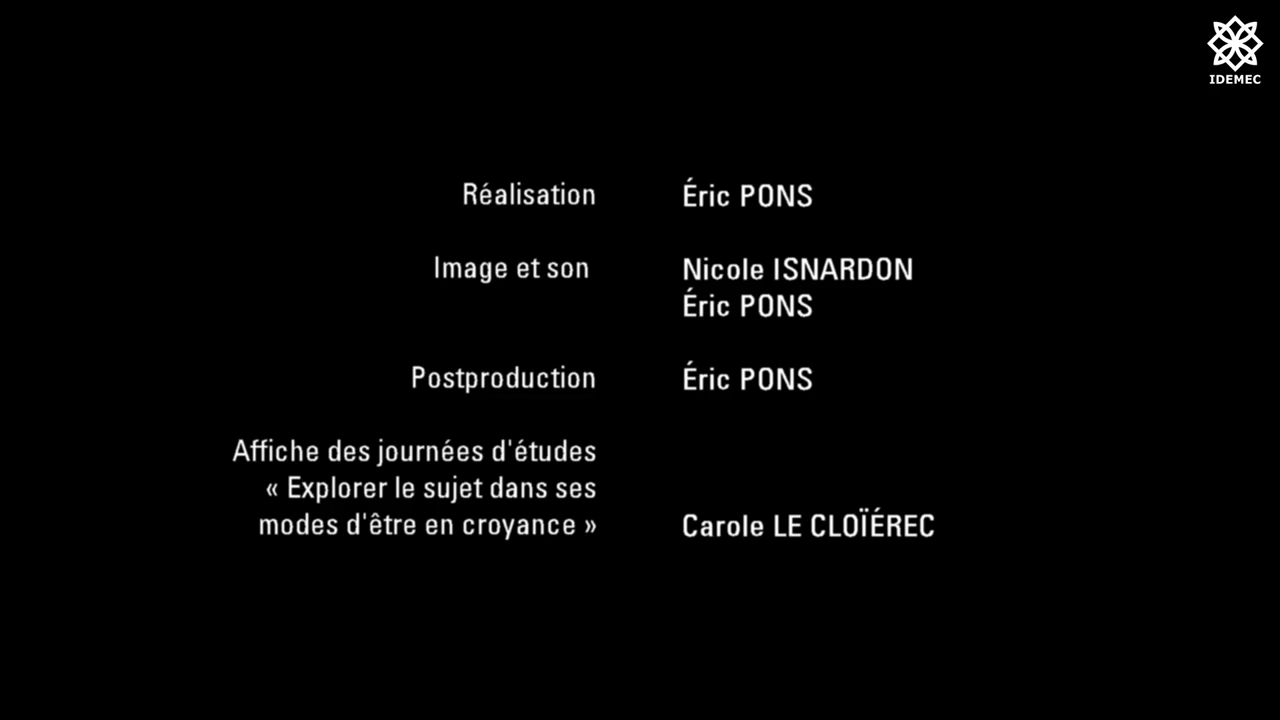 IDEMEC
Réalisation Éric PONS
Image et son Nicole ISNARDON
Éric PONS
Postproduction Éric PONS
Affiche des journées d'études
« Explorer le sujet dans ses
modes d'être en croyance » Carole LE CLOÏÉREC